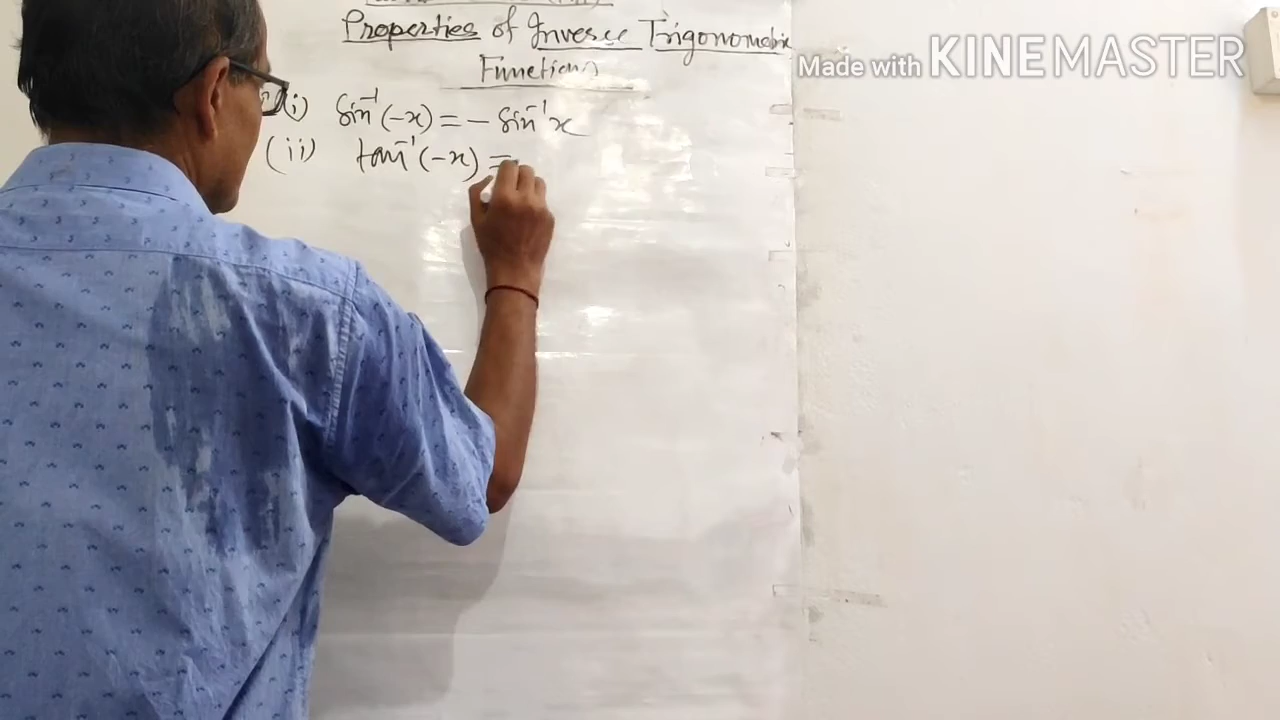 Properties of Inverse Trigonometric
Functions
(i) sin⁻¹(-x) = - sin⁻¹x
(ii) tan⁻¹(-x) =
Made with KINEMASTER